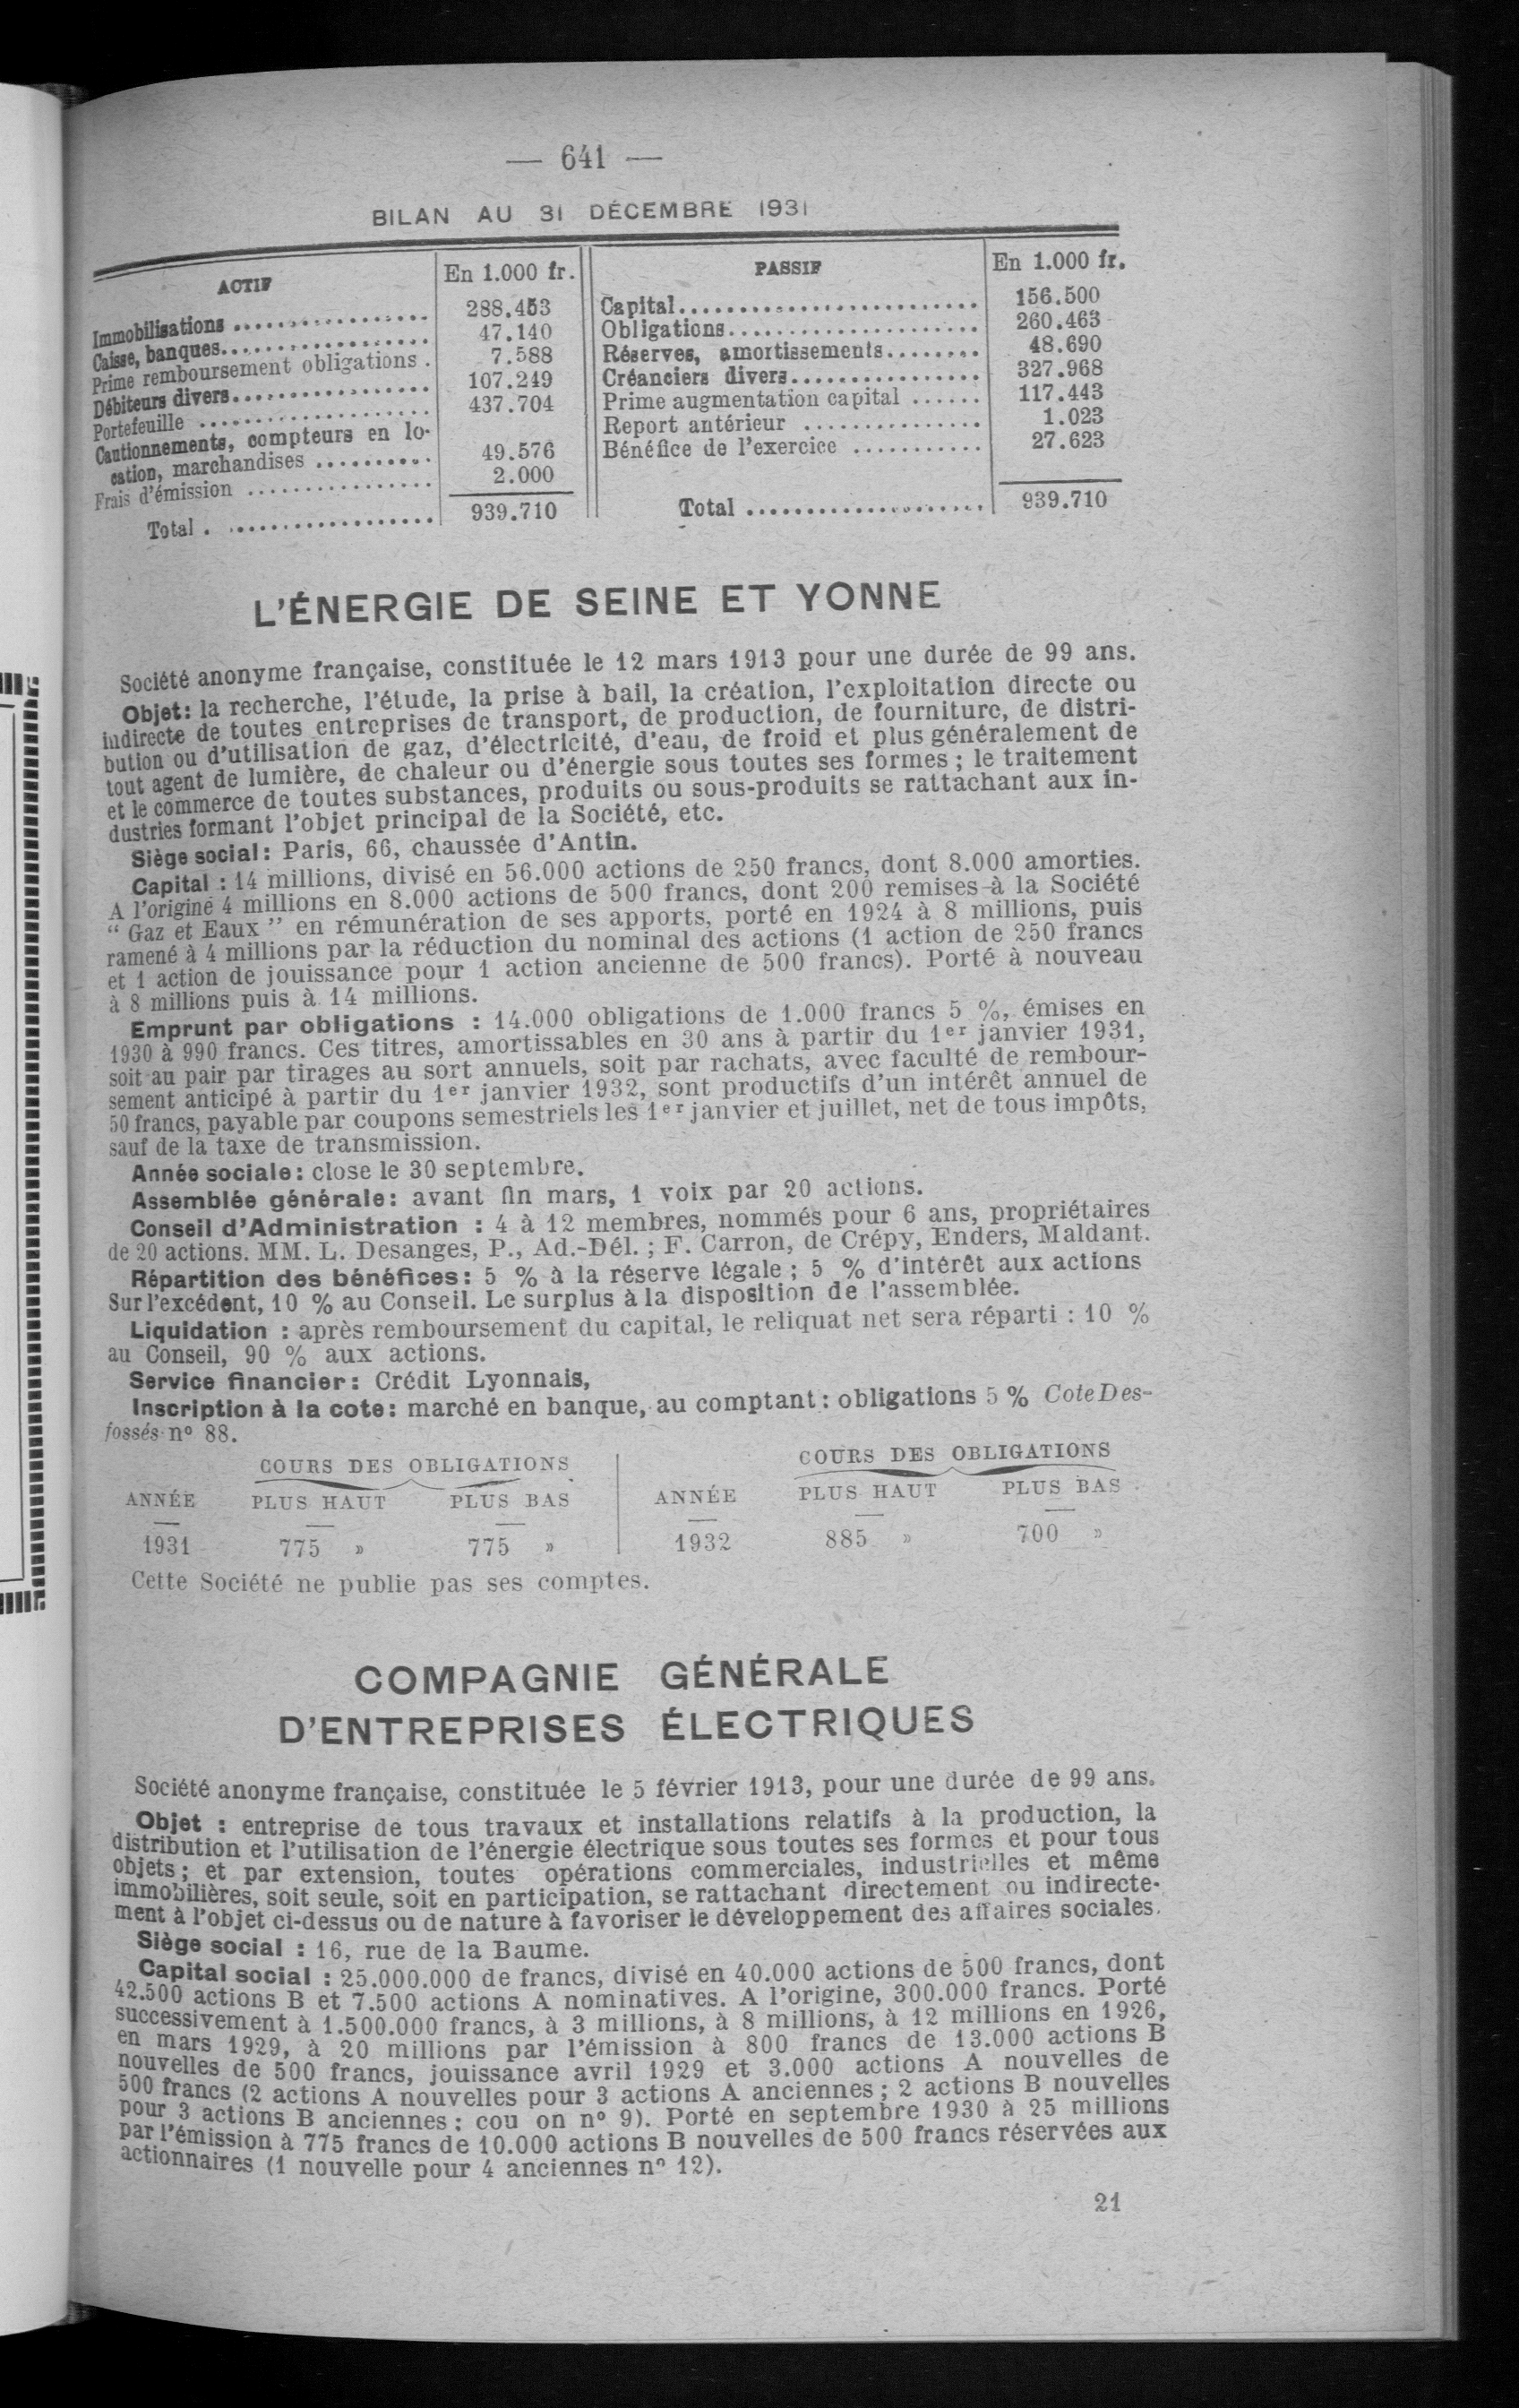 — 641 —
BILAN AU 31 DÉCEMBRE 1931
ACTIF En 1.000 fr.
Immobilisations ................ 288.453
Caisse, banques.................. 47.140
Prime remboursement obligations . 7.588
Débiteurs divers................. 107.249
Portefeuille .................... 437.704
Cautionnements, compteurs en lo-
cation, marchandises .......... 49.576
Frais d'émission ................ 2.000
Total . .................. 939.710
PASSIF En 1.000 fr.
Capital......................... 156.500
Obligations..................... 260.463
Réserves, amortissements........ 48.690
Créanciers divers................ 327.968
Prime augmentation capital ...... 117.443
Report antérieur ............... 1.023
Bénéfice de l'exercice ........... 27.623
Total .................... 939.710
L'ÉNERGIE DE SEINE ET YONNE
Société anonyme française, constituée le 12 mars 1913 pour une durée de 99 ans.
Objet: la recherche, l'étude, la prise à bail, la création, l'exploitation directe ou
indirecte de toutes entreprises de transport, de production, de fourniture, de distri-
bution ou d'utilisation de gaz, d'électricité, d'eau, de froid et plus généralement de
tout agent de lumière, de chaleur ou d'énergie sous toutes ses formes ; le traitement
et le commerce de toutes substances, produits ou sous-produits se rattachant aux in-
dustries formant l'objet principal de la Société, etc.
Siège social: Paris, 66, chaussée d'Antin.
Capital : 14 millions, divisé en 56.000 actions de 250 francs, dont 8.000 amorties.
A l'origine 4 millions en 8.000 actions de 500 francs, dont 200 remises à la Société
“ Gaz et Eaux ” en rémunération de ses apports, porté en 1924 à 8 millions, puis
ramené à 4 millions par la réduction du nominal des actions (1 action de 250 francs
et 1 action de jouissance pour 1 action ancienne de 500 francs). Porté à nouveau
à 8 millions puis à 14 millions.
Emprunt par obligations : 14.000 obligations de 1.000 francs 5 %, émises en
1930 à 990 francs. Ces titres, amortissables en 30 ans à partir du 1er janvier 1931,
soit au pair par tirages au sort annuels, soit par rachats, avec faculté de rembour-
sement anticipé à partir du 1er janvier 1932, sont productifs d'un intérêt annuel de
50 francs, payable par coupons semestriels les 1er janvier et juillet, net de tous impôts,
sauf de la taxe de transmission.
Année sociale: close le 30 septembre.
Assemblée générale: avant fin mars, 1 voix par 20 actions.
Conseil d'Administration : 4 à 12 membres, nommés pour 6 ans, propriétaires
de 20 actions. MM. L. Desanges, P., Ad.-Dél. ; F. Carron, de Crépy, Enders, Maldant.
Répartition des bénéfices: 5 % à la réserve légale ; 5 % d'intérêt aux actions
Sur l'excédent, 10 % au Conseil. Le surplus à la disposition de l'assemblée.
Liquidation : après remboursement du capital, le reliquat net sera réparti : 10 %
au Conseil, 90 % aux actions.
Service financier: Crédit Lyonnais,
Inscription à la cote: marché en banque, au comptant : obligations 5 % Cote Des-
fossés nº 88.
COURS DES OBLIGATIONS
ANNÉE PLUS HAUT PLUS BAS
1931 775 » 775 »
COURS DES OBLIGATIONS
ANNÉE PLUS HAUT PLUS BAS
1932 885 » 700 »
Cette Société ne publie pas ses comptes.
COMPAGNIE GÉNÉRALE
D'ENTREPRISES ÉLECTRIQUES
Société anonyme française, constituée le 5 février 1913, pour une durée de 99 ans.
Objet : entreprise de tous travaux et installations relatifs à la production, la
distribution et l'utilisation de l'énergie électrique sous toutes ses formes et pour tous
objets ; et par extension, toutes opérations commerciales, industrielles et même
immobilières, soit seule, soit en participation, se rattachant directement ou indirecte-
ment à l'objet ci-dessus ou de nature à favoriser le développement des affaires sociales.
Siège social : 16, rue de la Baume.
Capital social : 25.000.000 de francs, divisé en 40.000 actions de 500 francs, dont
42.500 actions B et 7.500 actions A nominatives. A l'origine, 300.000 francs. Porté
successivement à 1.500.000 francs, à 3 millions, à 8 millions, à 12 millions en 1926,
en mars 1929, à 20 millions par l'émission à 800 francs de 13.000 actions B
nouvelles de 500 francs, jouissance avril 1929 et 3.000 actions A nouvelles de
500 francs (2 actions A nouvelles pour 3 actions A anciennes ; 2 actions B nouvelles
pour 3 actions B anciennes ; cou on nº 9). Porté en septembre 1930 à 25 millions
par l'émission à 775 francs de 10.000 actions B nouvelles de 500 francs réservées aux
actionnaires (1 nouvelle pour 4 anciennes nº 12).
21